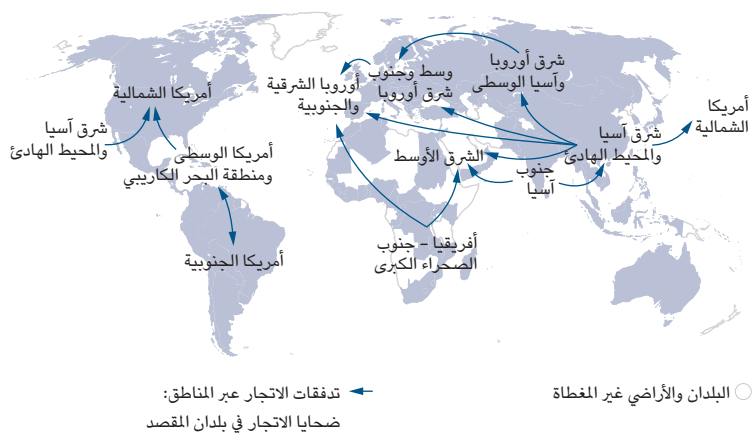 شرق أوروبا
وآسيا الوسطى
وسط وجنوب
شرق أوروبا
أوروبا الشرقية
والجنوبية
أمريكا الشمالية
أمريكا
الشمالية
شرق آسيا
والمحيط الهادئ
شرق آسيا
والمحيط الهادئ
أمريكا الوسطى
ومنطقة البحر الكاريبي
الشرق الأوسط
جنوب
آسيا
أفريقيا – جنوب
الصحراء الكبرى
أمريكا الجنوبية
البلدان والأراضي غير المغطاة
تدفقات الاتجار عبر المناطق:
ضحايا الاتجار في بلدان المقصد